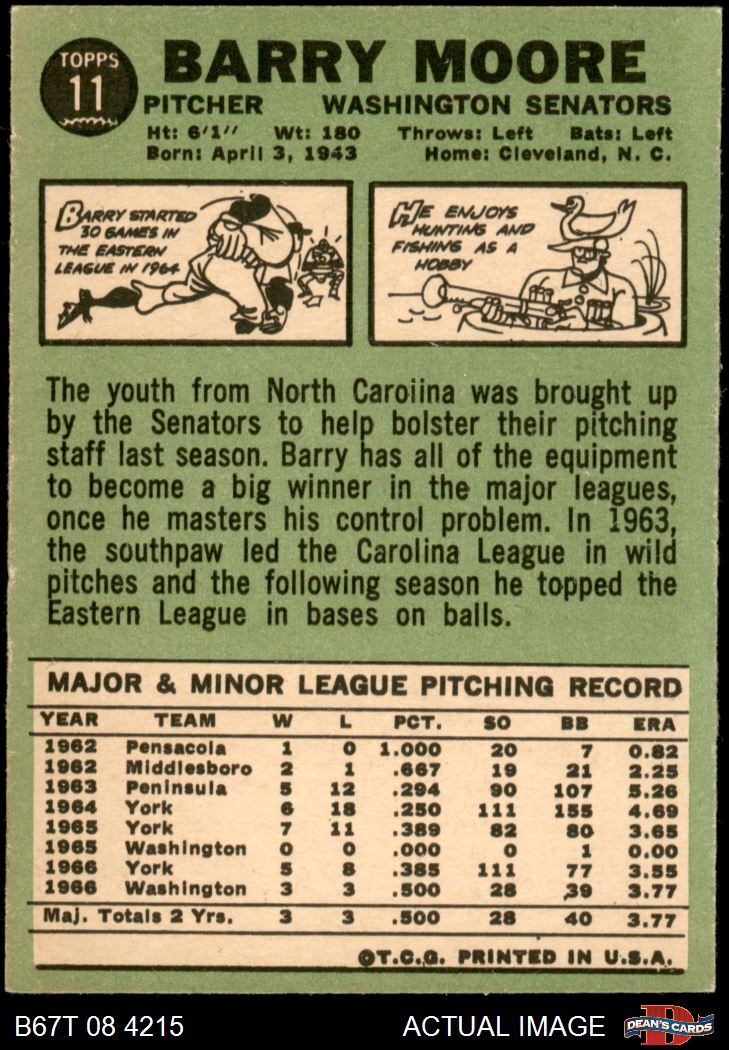 TOPPS
11
BARRY MOORE
PITCHER WASHINGTON SENATORS
Ht: 6'1" Wt: 180 Throws: Left Bats: Left
Born: April 3, 1943 Home: Cleveland, N. C.
BARRY STARTED
30 GAMES IN
THE EASTERN
LEAGUE IN 1964
HE ENJOYS
HUNTING AND
FISHING AS A
HOBBY
The youth from North Caroiina was brought up
by the Senators to help bolster their pitching
staff last season. Barry has all of the equipment
to become a big winner in the major leagues,
once he masters his control problem. In 1963,
the southpaw led the Carolina League in wild
pitches and the following season he topped the
Eastern League in bases on balls.
MAJOR & MINOR LEAGUE PITCHING RECORD
YEAR TEAM W L PCT. SO BB ERA
1962 Pensacola 1 0 1.000 20 7 0.82
1962 Middlesboro 2 1 .667 19 21 2.25
1963 Peninsula 5 12 .294 90 107 5.26
1964 York 6 18 .250 111 155 4.69
1965 York 7 11 .389 82 80 3.65
1965 Washington 0 0 .000 0 1 0.00
1966 York 5 8 .385 111 77 3.55
1966 Washington 3 3 .500 28 39 3.77
Maj. Totals 2 Yrs. 3 3 .500 28 40 3.77
©T.C.G. PRINTED IN U.S.A.
B67T 08 4215 ACTUAL IMAGE
D
DEAN'S CARDS